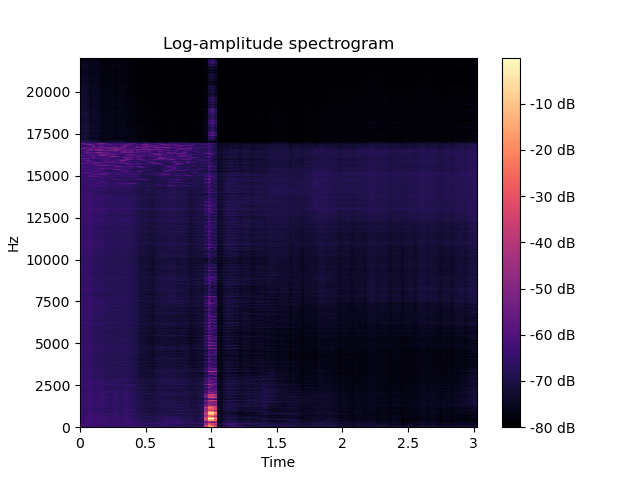 Log-amplitude spectrogram
20000
17500
15000
12500
10000
7500
5000
2500
0
Hz
0
0.5
1
1.5
2
2.5
3
Time
-10 dB
-20 dB
-30 dB
-40 dB
-50 dB
-60 dB
-70 dB
-80 dB